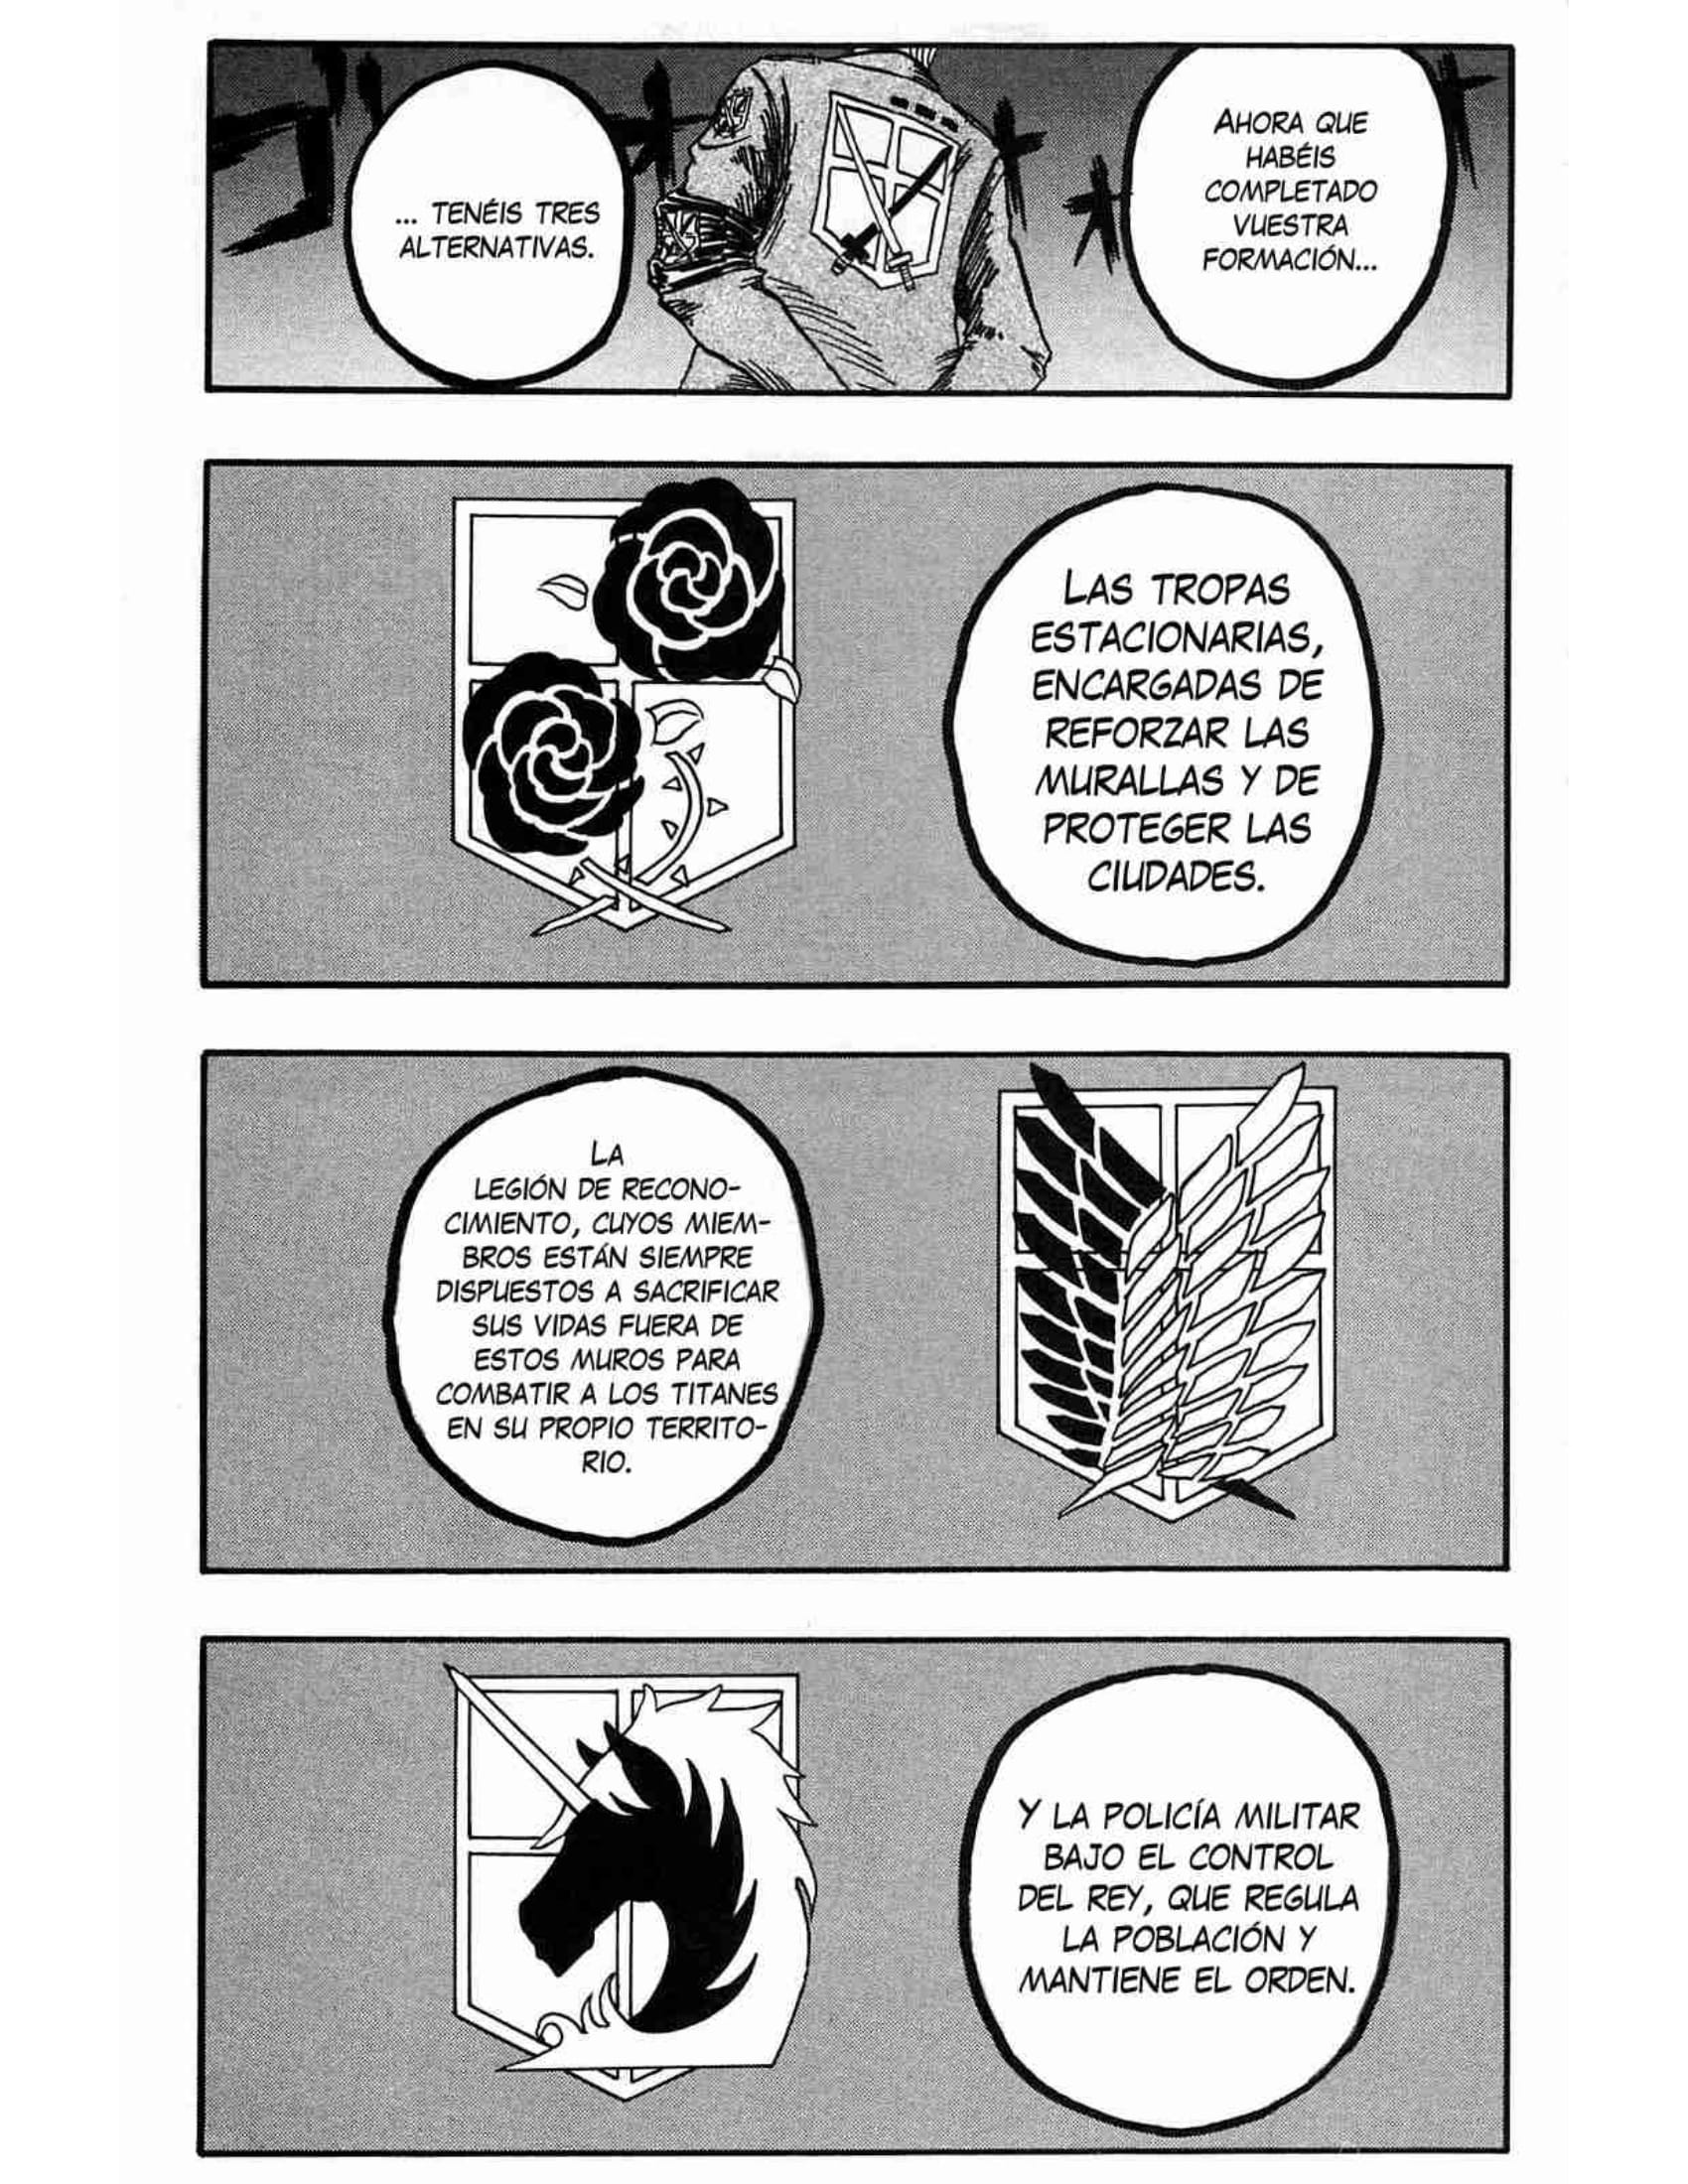 AHORA QUE
HABÉIS
COMPLETADO
VUESTRA
FORMACIÓN...
... TENÉIS TRES
ALTERNATIVAS.
LAS TROPAS
ESTACIONARIAS,
ENCARGADAS DE
REFORZAR LAS
MURALLAS Y DE
PROTEGER LAS
CIUDADES.
LA
LEGIÓN DE RECONO-
CIMIENTO, CUYOS MIEM-
BROS ESTÁN SIEMPRE
DISPUESTOS A SACRIFICAR
SUS VIDAS FUERA DE
ESTOS MUROS PARA
COMBATIR A LOS TITANES
EN SU PROPIO TERRITO-
RIO.
Y LA POLICÍA MILITAR
BAJO EL CONTROL
DEL REY, QUE REGULA
LA POBLACIÓN Y
MANTIENE EL ORDEN.